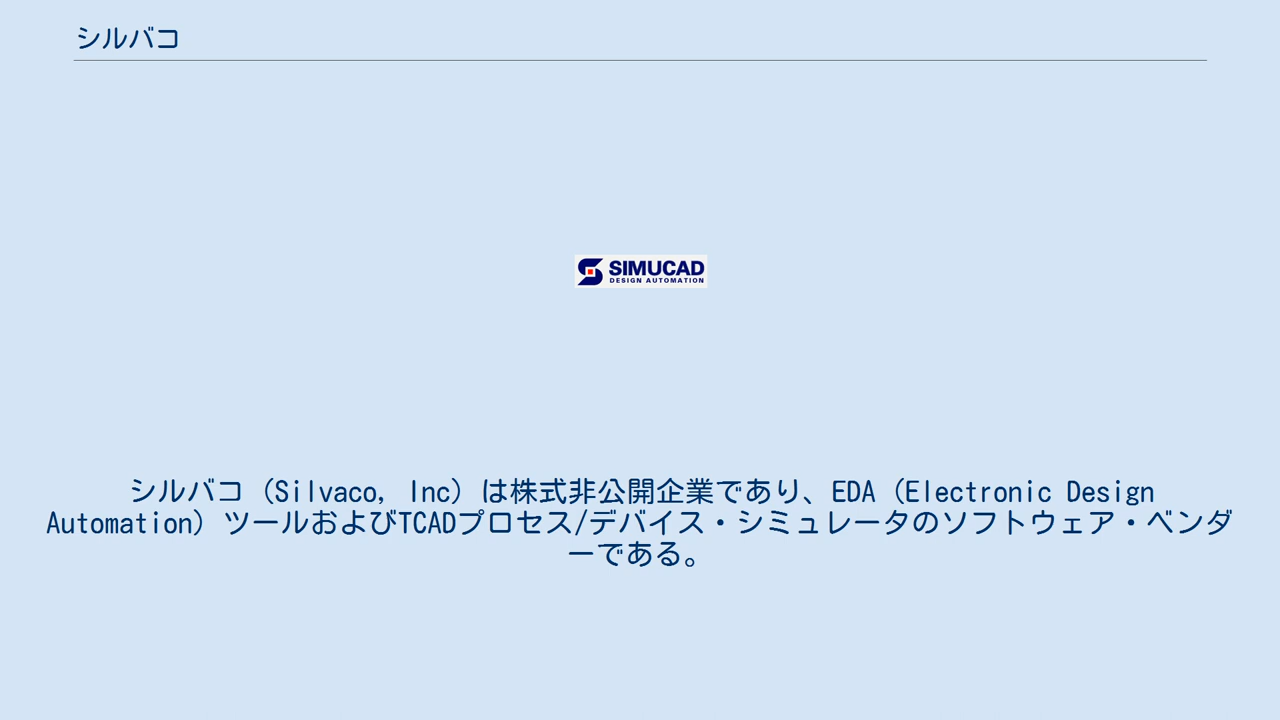 シルバコ
SIMUCAD
DESIGN AUTOMATION
シルバコ（Silvaco, Inc）は株式非公開企業であり、EDA（Electronic Design
Automation）ツールおよびTCADプロセス/デバイス・シミュレータのソフトウェア・ベンダ
ーである。